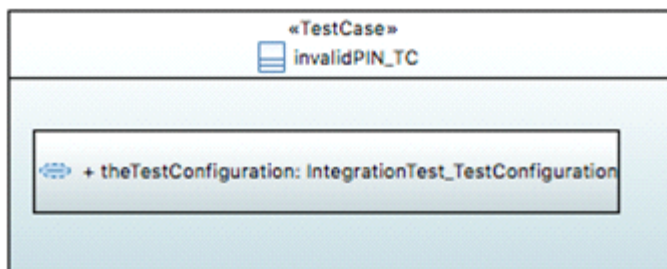 «TestCase»
invalidPIN_TC
+ theTestConfiguration: IntegrationTest_TestConfiguration